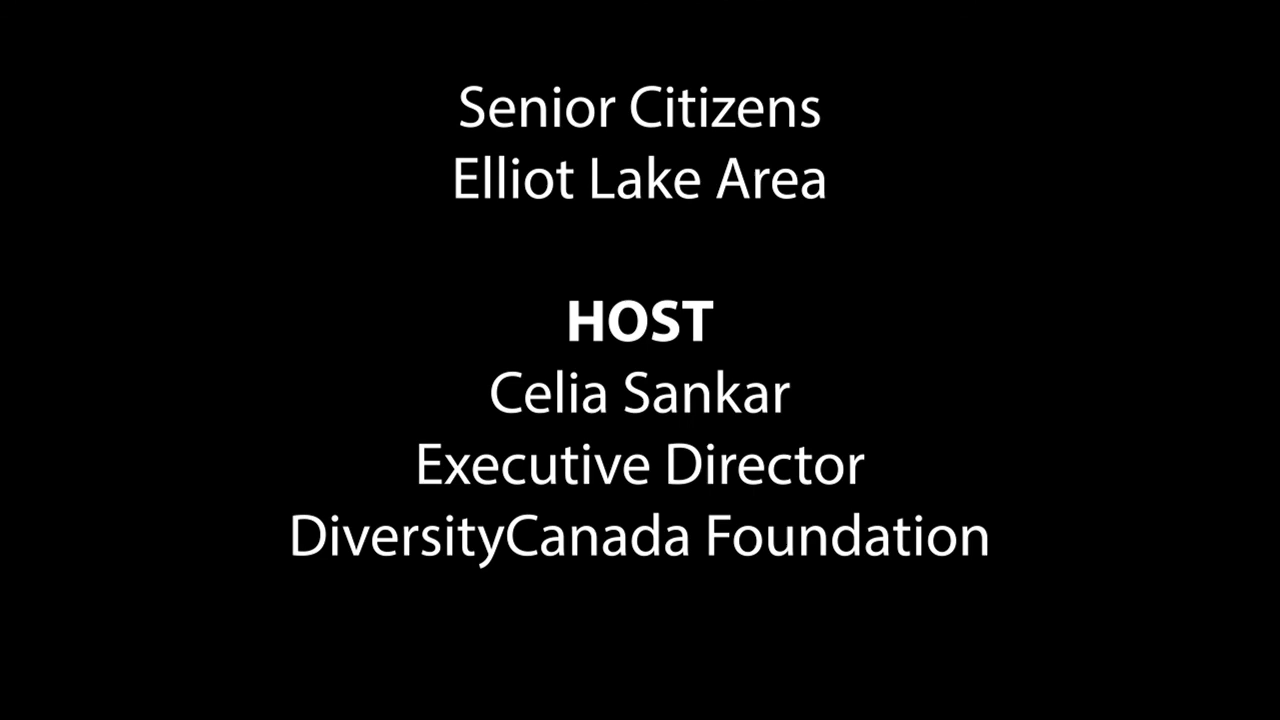 Senior Citizens
Elliot Lake Area
HOST
Celia Sankar
Executive Director
DiversityCanada Foundation